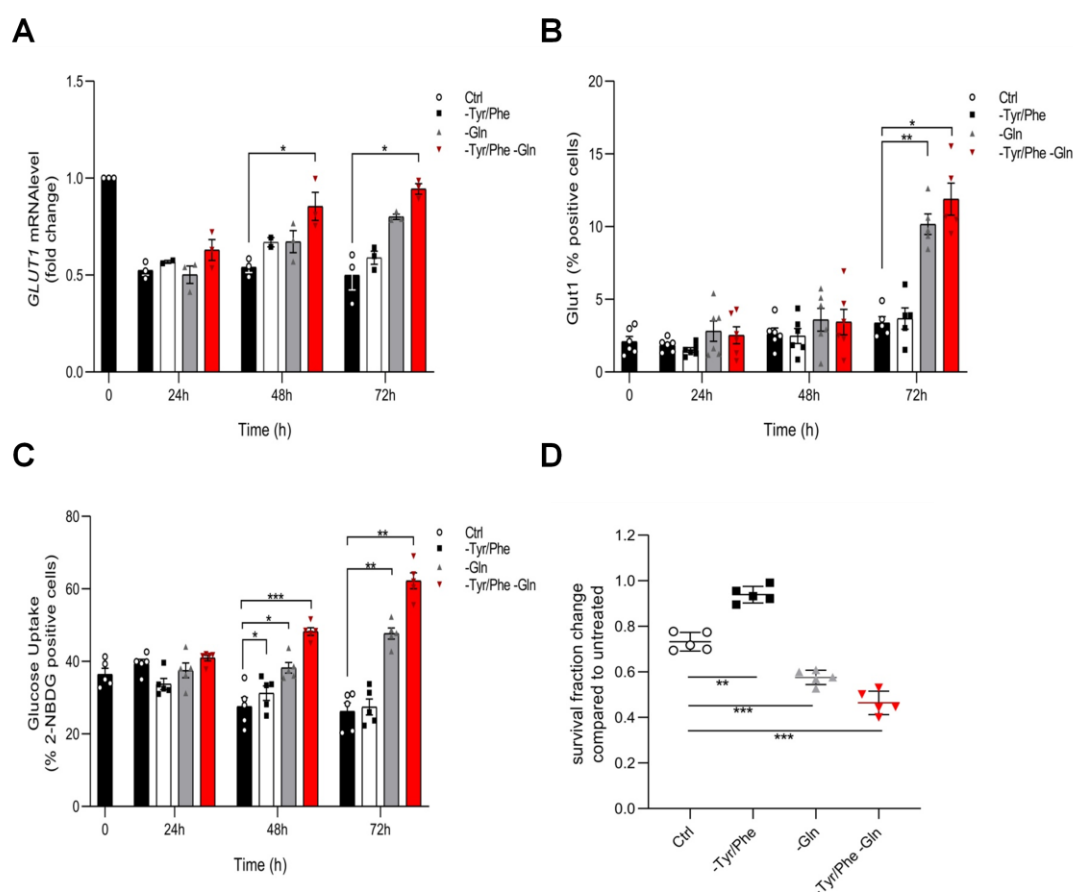 A
GLUT1 mRNAlevel
(fold change)
1.5
1.0
0.5
0.0
*
*
Ctrl
-Tyr/Phe
-Gln
-Tyr/Phe -Gln
0
24h
48h
72h
Time (h)
B
Glut1 (% positive cells)
20
15
10
5
0
*
**
Ctrl
-Tyr/Phe
-Gln
-Tyr/Phe -Gln
0
24h
48h
72h
Time (h)
C
Glucose Uptake
(% 2-NBDG positive cells)
80
60
40
20
0
***
*
*
**
**
Ctrl
-Tyr/Phe
-Gln
-Tyr/Phe -Gln
0
24h
48h
72h
Time (h)
D
survival fraction change
compared to untreated
1.2
1.0
0.8
0.6
0.4
0.2
0.0
**
***
***
Ctrl
-Tyr/Phe
-Gln
-Tyr/Phe -Gln